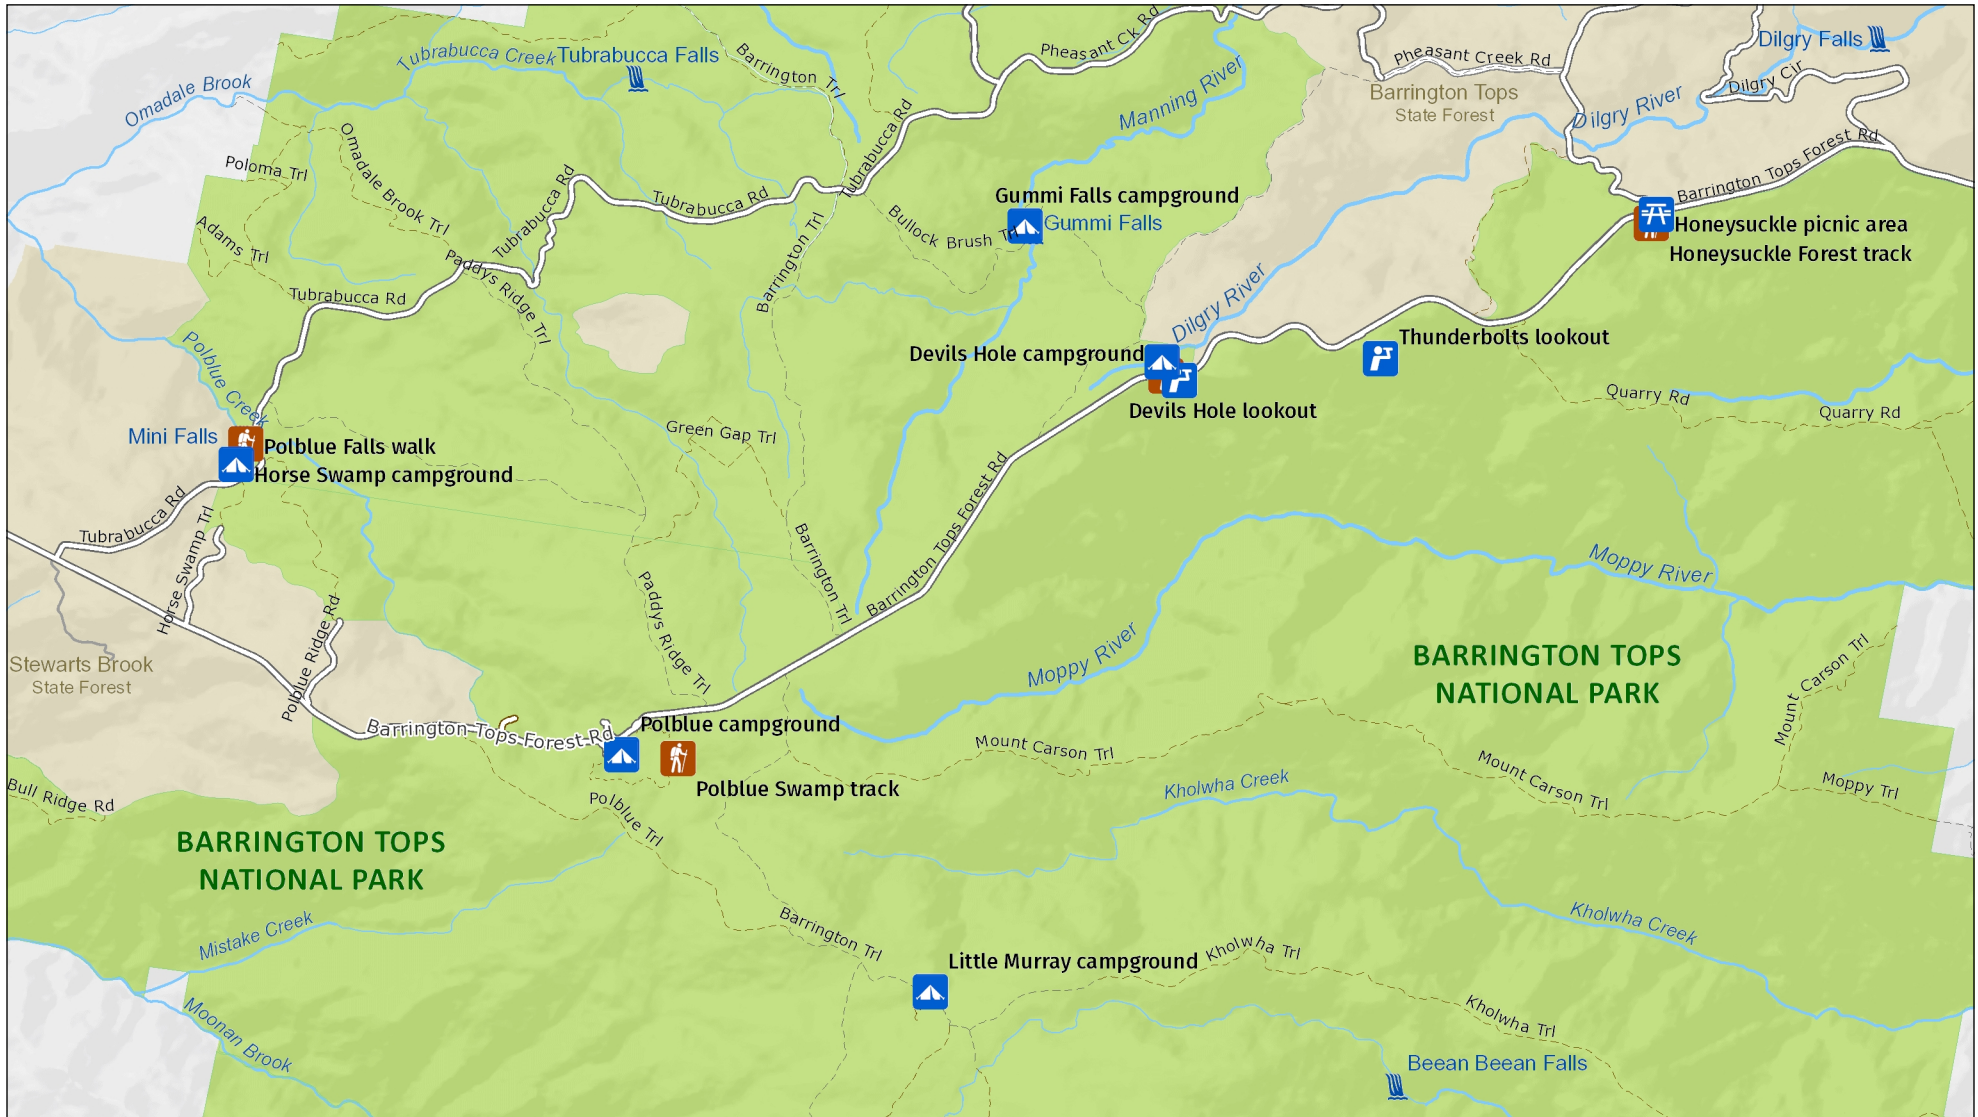 Tubrabucca Creek
Tubrabucca Falls
Barrington Trl
Pheasant Ck Rd
Pheasant Creek Rd
Dilgry Falls
Dilgry Cir
Omadale Brook
Manning River
Barrington Tops
State Forest
Dilgry River
Omadale Brook Trl
Poloma Trl
Tubrabucca Rd
Tubrabucca Rd
Tubrabucca Rd
Barrington Tops Forest Rd
Adams Trl
Gummi Falls campground
Gummi Falls
Bullock Brush Trl
Honeysuckle picnic area
Honeysuckle Forest track
Paddys Ridge Trl
Barrington Trl
Tubrabucca Rd
Dilgry River
Polblue Creek
Devils Hole campground
Thunderbolts lookout
Devils Hole lookout
Quarry Rd
Quarry Rd
Mini Falls
Polblue Falls walk
Horse Swamp campground
Green Gap Trl
Tubrabucca Rd
Horse Swamp Trl
Barrington Trl
Barrington Tops Forest Rd
Moppy River
Paddys Ridge Trl
Polblue Ridge Rd
Stewarts Brook
State Forest
Moppy River
BARRINGTON TOPS
NATIONAL PARK
Mount Carson Trl
Barrington Tops Forest Rd
Polblue campground
Polblue Swamp track
Mount Carson Trl
Mount Carson Trl
Moppy Trl
Kholwha Creek
Bull Ridge Rd
Polblue Trl
BARRINGTON TOPS
NATIONAL PARK
Mistake Creek
Barrington Trl
Kholwha Creek
Little Murray campground
Kholwha Trl
Kholwha Trl
Moonan Brook
Beean Beean Falls